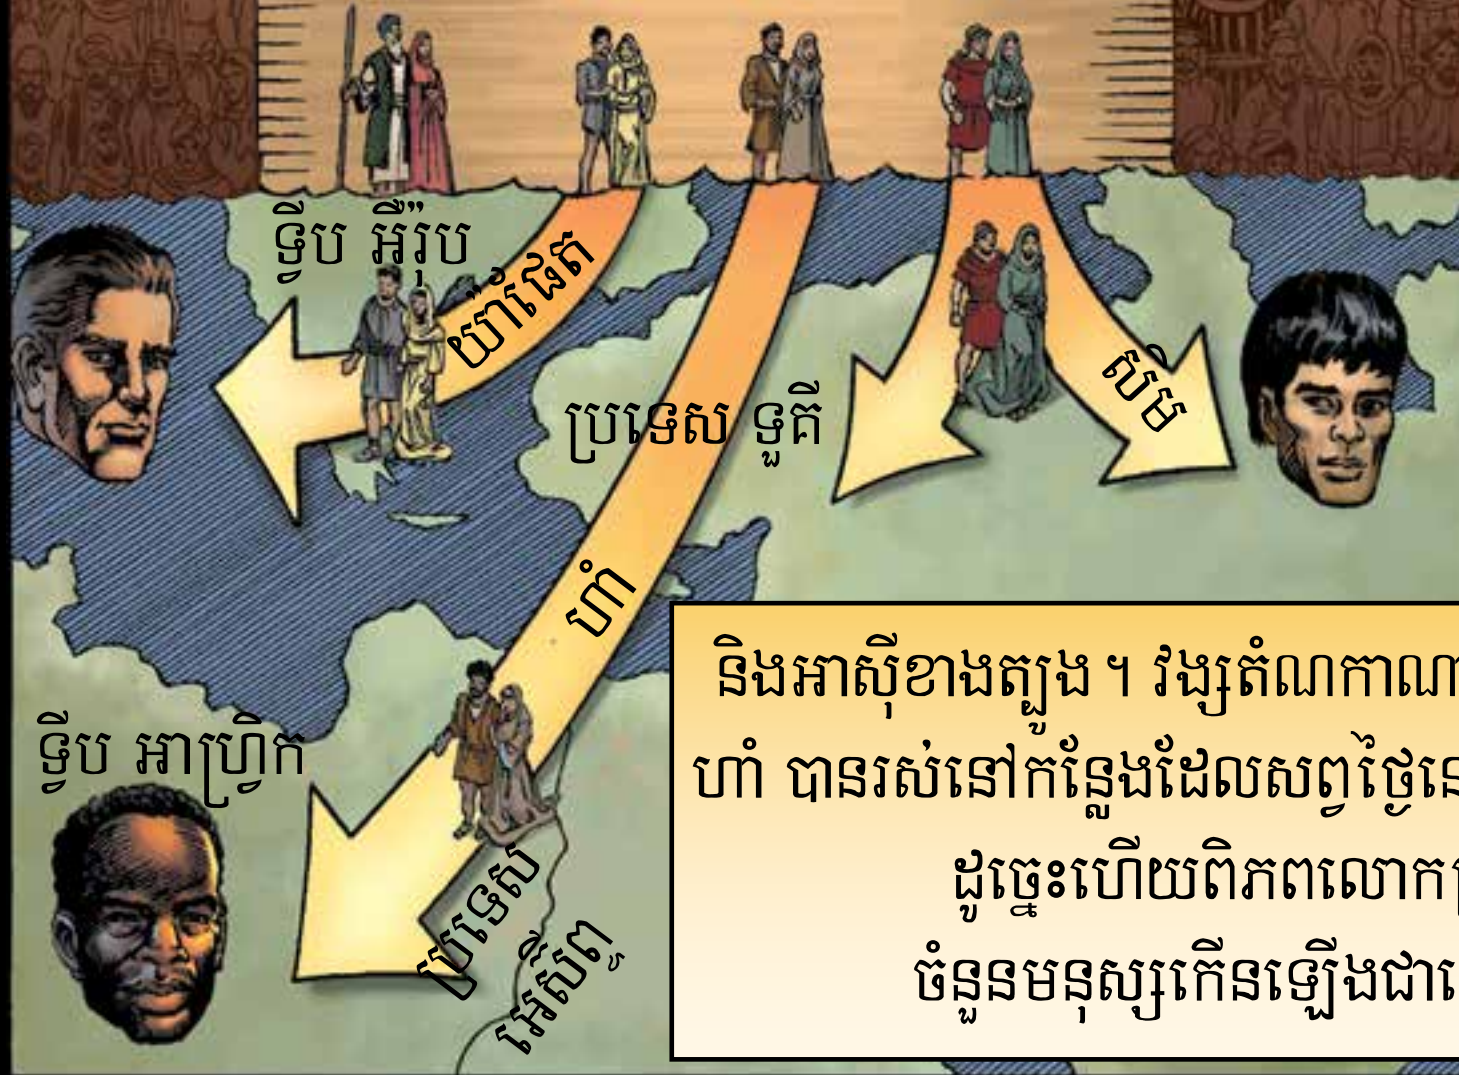 ទ្វីប អឺរ៉ុប
យ៉ាផែត
ប្រទេស ទួគី
សិម
ហាំ
ទ្វីប អាហ្វ្រិក
ប្រទេស
អេស៊ីពូ
និងអាស៊ីខាងត្បូង ។ វង្សតំណកាណ
ហាំ បានរស់នៅកន្លែងដែលសព្វថ្ងៃនេ
ដូច្នេះហើយពិភពលោក
ចំនួនមនុស្សកើនឡើងជា